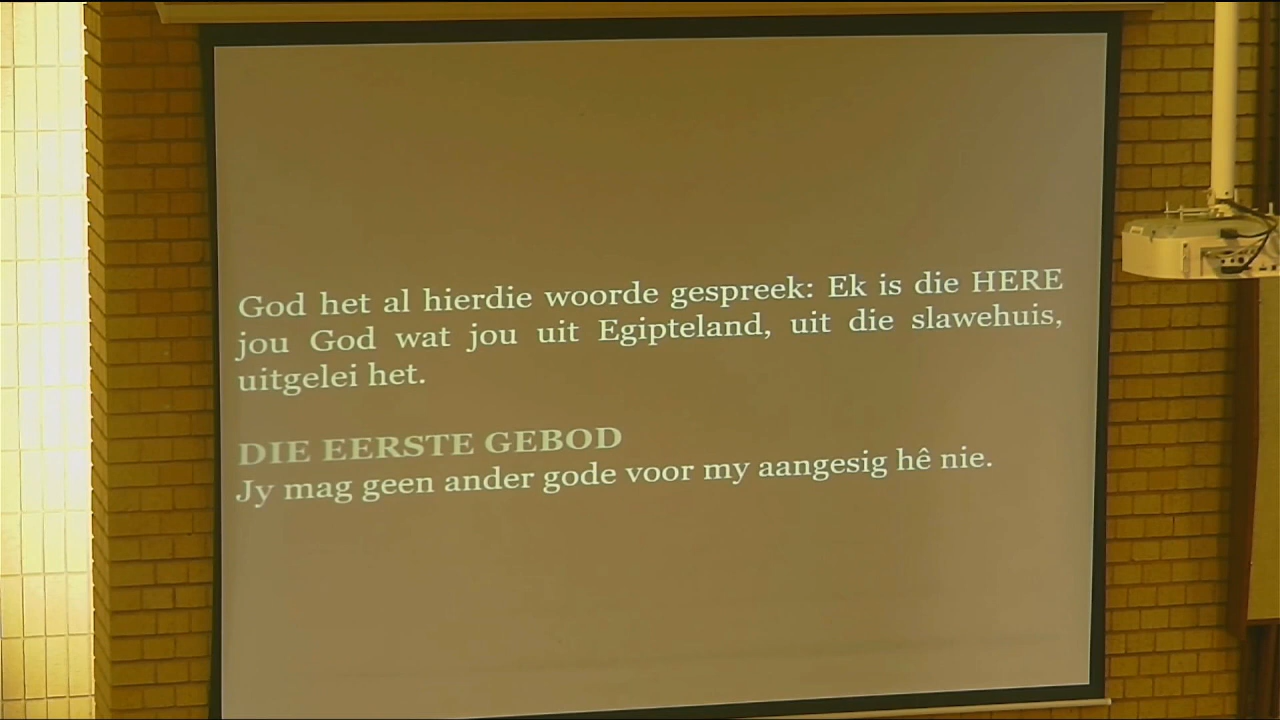 God het al hierdie woorde gespreek: Ek is die HERE
jou God wat jou uit Egipteland, uit die slawehuis,
uitgelei het.
DIE EERSTE GEBOD
Jy mag geen ander gode voor my aangesig hê nie.